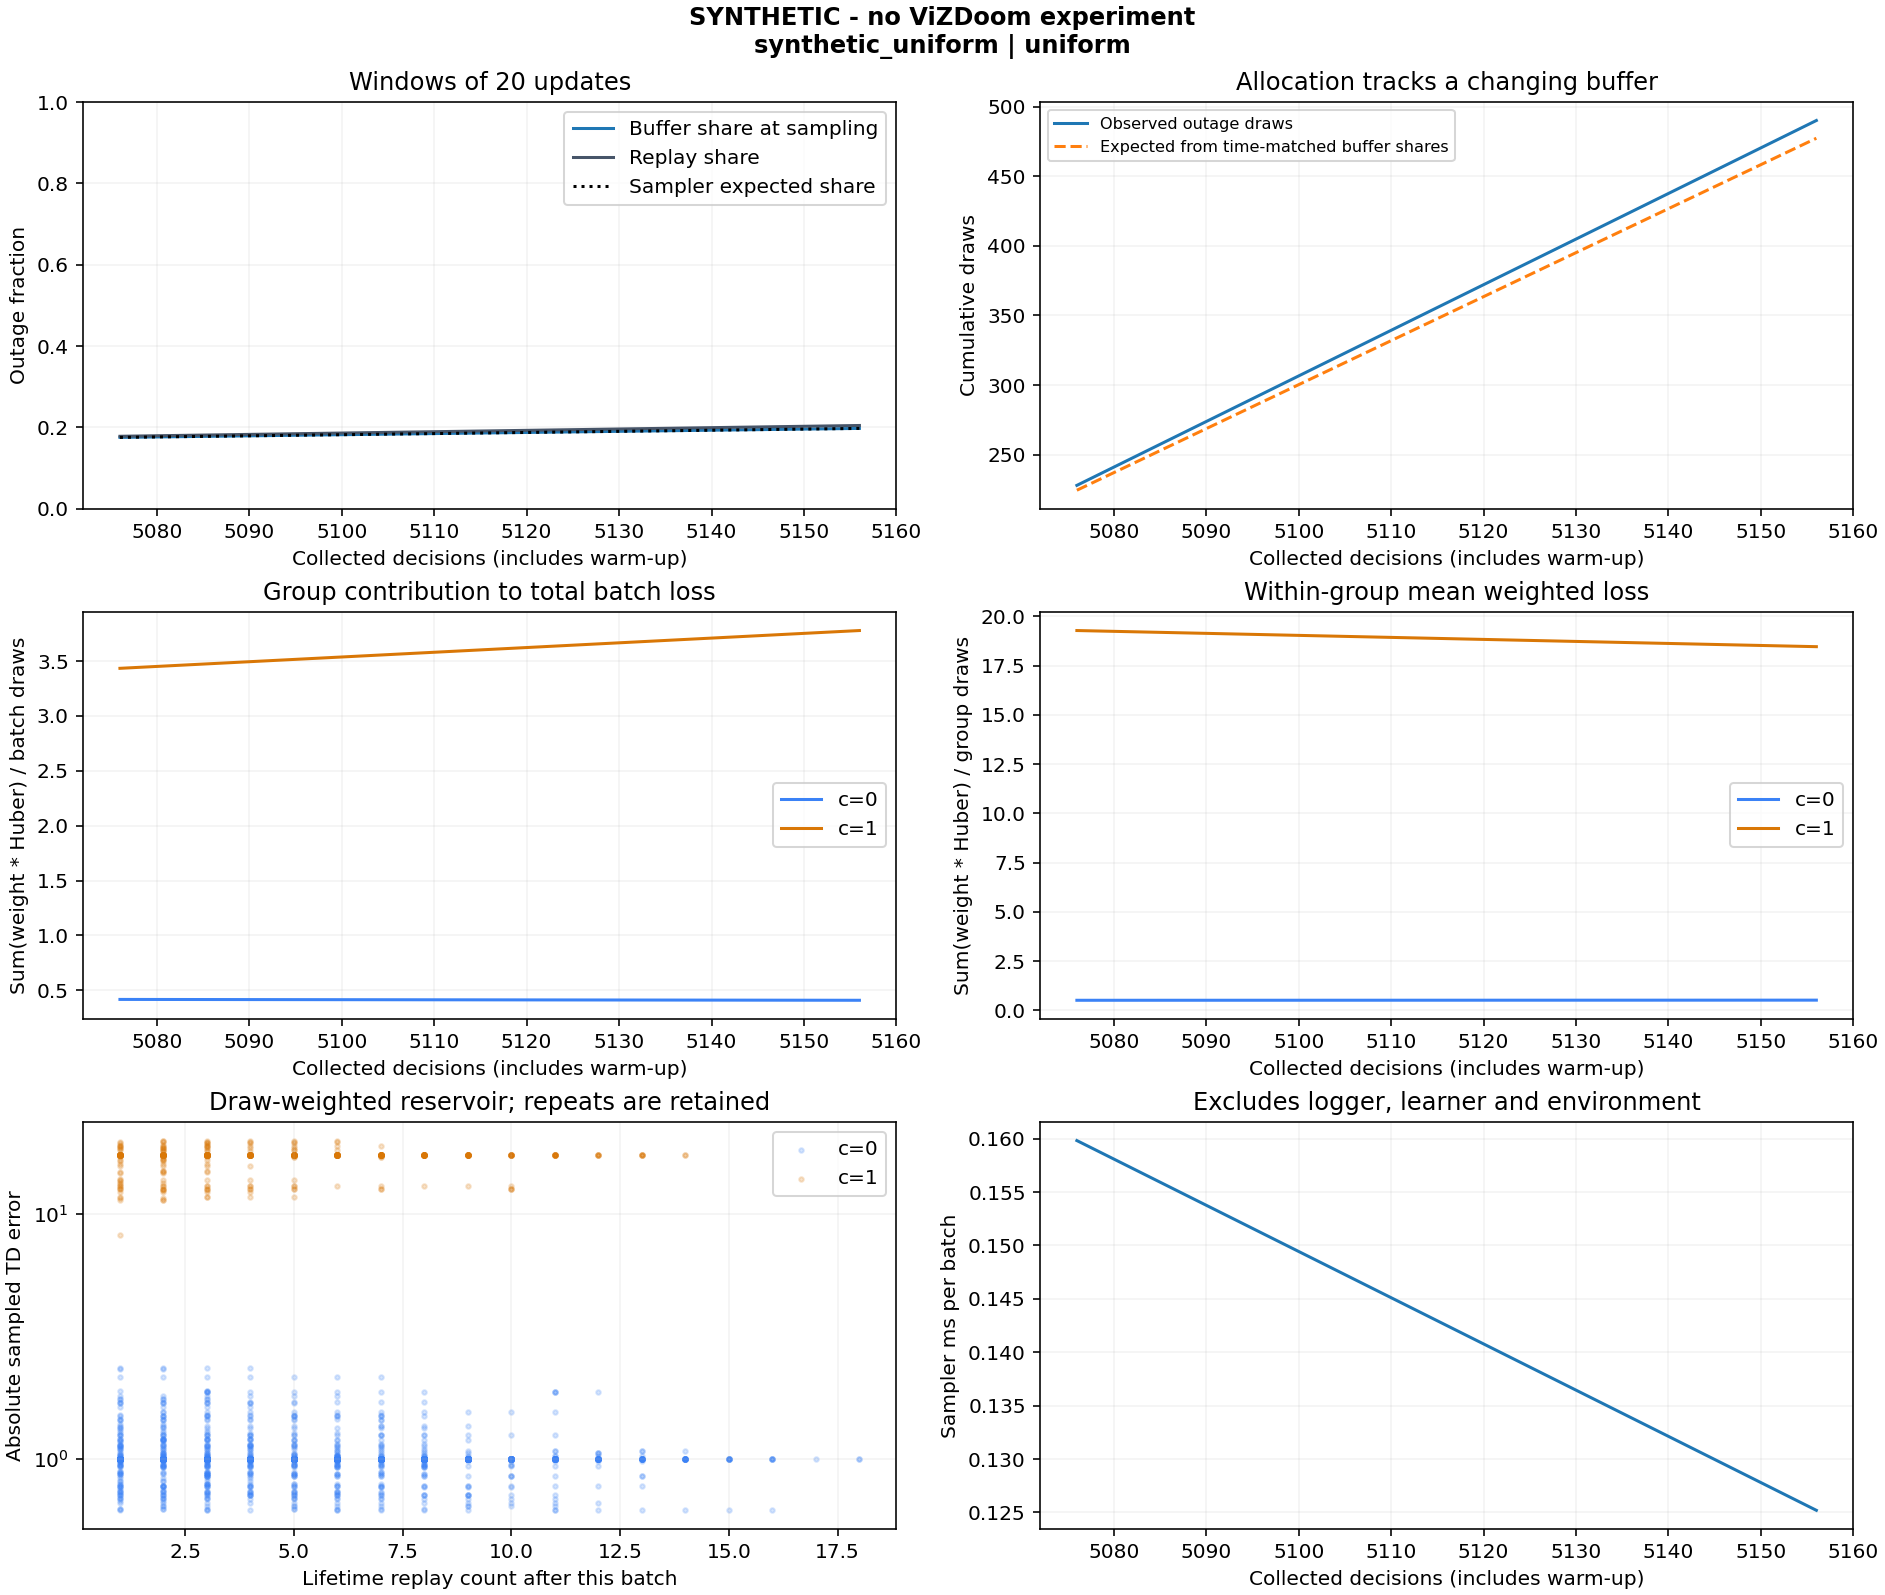 SYNTHETIC - no ViZDoom experiment
synthetic_uniform | uniform
Windows of 20 updates
Outage fraction
1.0
0.8
0.6
0.4
0.2
0.0
Buffer share at sampling
Replay share
Sampler expected share
5080 5090 5100 5110 5120 5130 5140 5150 5160
Collected decisions (includes warm-up)
Allocation tracks a changing buffer
Cumulative draws
500
450
400
350
300
250
Observed outage draws
Expected from time-matched buffer shares
5080 5090 5100 5110 5120 5130 5140 5150 5160
Collected decisions (includes warm-up)
Group contribution to total batch loss
Sum(weight * Huber) / batch draws
3.5
3.0
2.5
2.0
1.5
1.0
0.5
c=0
c=1
5080 5090 5100 5110 5120 5130 5140 5150 5160
Collected decisions (includes warm-up)
Within-group mean weighted loss
Sum(weight * Huber) / group draws
20.0
17.5
15.0
12.5
10.0
7.5
5.0
2.5
0.0
c=0
c=1
5080 5090 5100 5110 5120 5130 5140 5150 5160
Collected decisions (includes warm-up)
Draw-weighted reservoir; repeats are retained
Absolute sampled TD error
10¹
10⁰
c=0
c=1
2.5 5.0 7.5 10.0 12.5 15.0 17.5
Lifetime replay count after this batch
Excludes logger, learner and environment
Sampler ms per batch
0.160
0.155
0.150
0.145
0.140
0.135
0.130
0.125
5080 5090 5100 5110 5120 5130 5140 5150 5160
Collected decisions (includes warm-up)